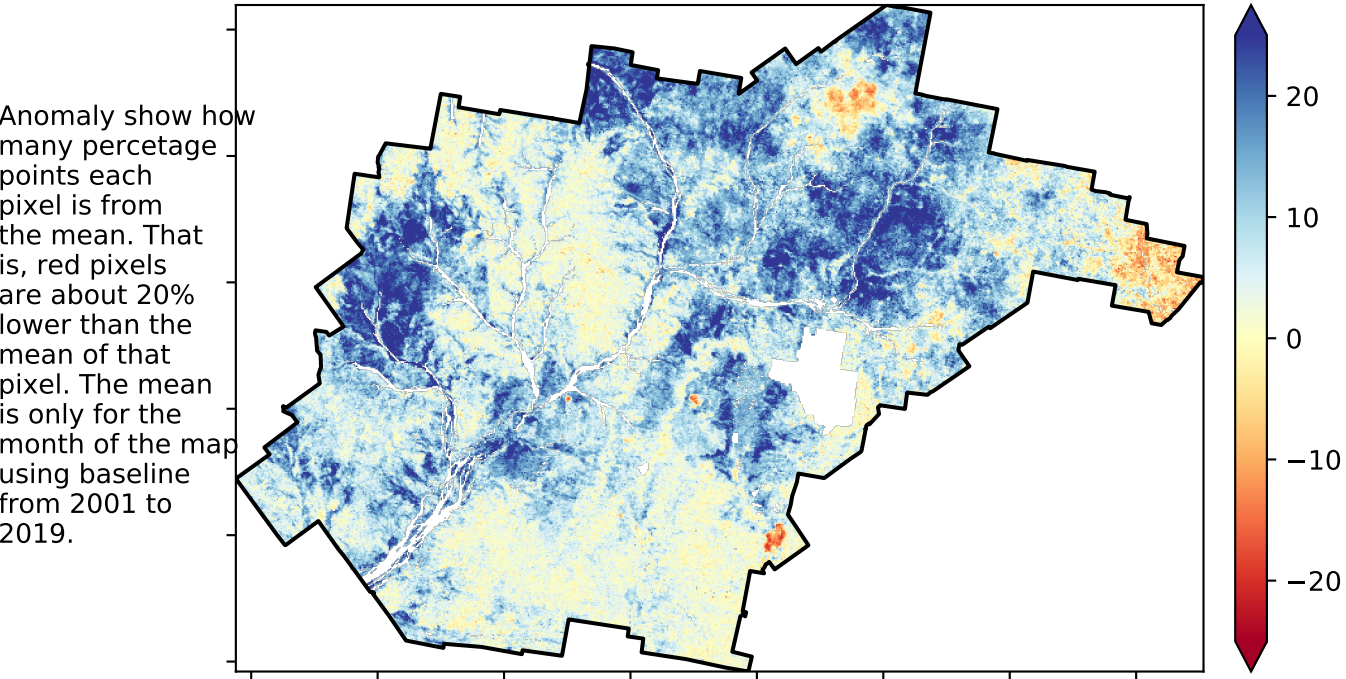 Anomaly show how
many percetage
points each
pixel is from
the mean. That
is, red pixels
are about 20%
lower than the
mean of that
pixel. The mean
is only for the
month of the map
using baseline
from 2001 to
2019.
20
10
0
−10
−20